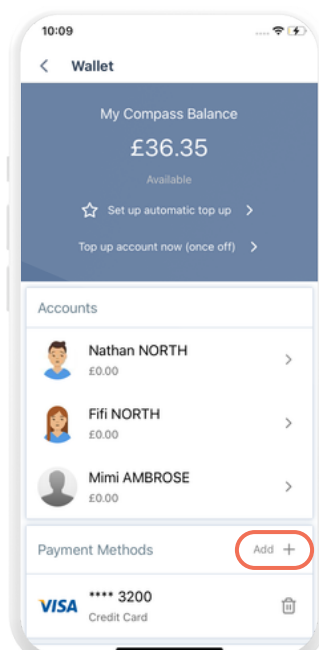 10:09
Wallet
My Compass Balance
£36.35
Available
Set up automatic top up
Top up account now (once off)
Accounts
Nathan NORTH
£0.00
Fifi NORTH
£0.00
Mimi AMBROSE
£0.00
Payment Methods Add +
VISA **** 3200
Credit Card